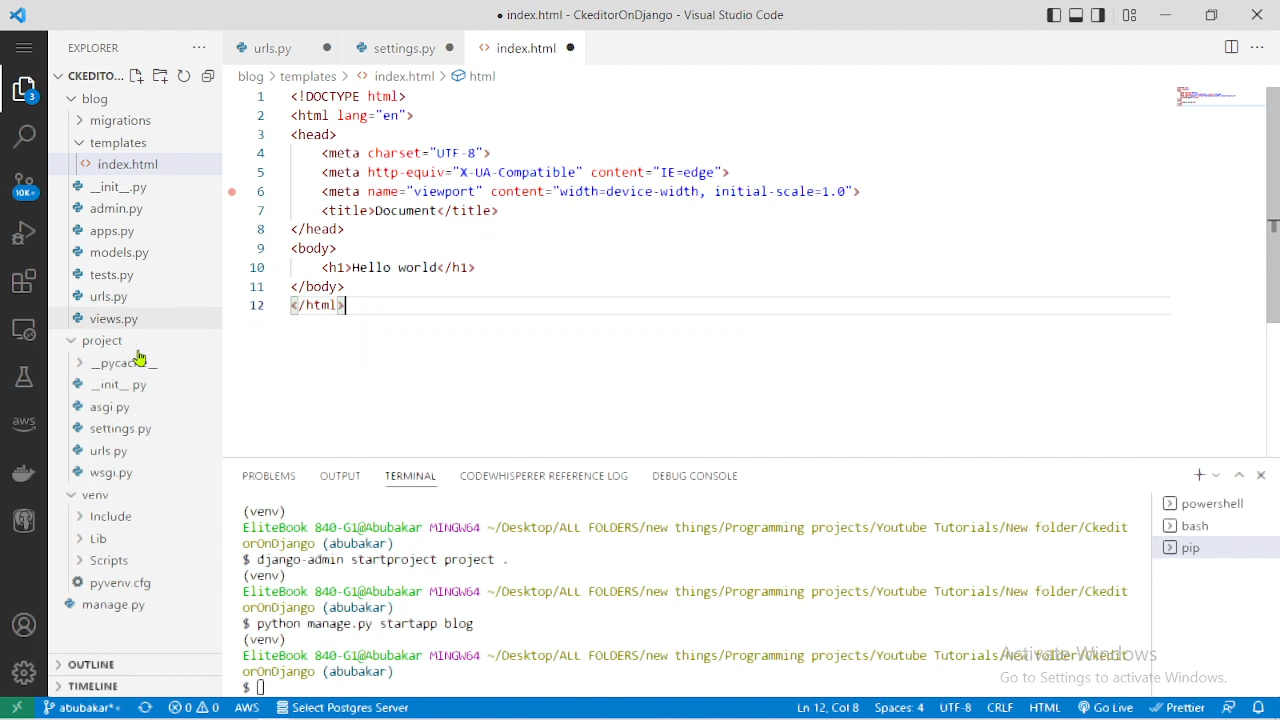 ● index.html - CkeditorOnDjango - Visual Studio Code
EXPLORER
urls.py
settings.py
<> index.html
CKEDITO...
blog > templates > <> index.html > html
3
10K+
aws
blog
migrations
templates
<> index.html
__init__.py
admin.py
apps.py
models.py
tests.py
urls.py
views.py
project
__init__.py
asgi.py
settings.py
urls.py
wsgi.py
venv
Include
Lib
Scripts
pyvenv.cfg
manage.py
OUTLINE
TIMELINE
1 <!DOCTYPE html>
2 <html lang="en">
3 <head>
4 <meta charset="UTF-8">
5 <meta http-equiv="X-UA-Compatible" content="IE=edge">
6 <meta name="viewport" content="width=device-width, initial-scale=1.0">
7 <title>Document</title>
8 </head>
9 <body>
10 <h1>Hello world</h1>
11 </body>
12 </html>
PROBLEMS OUTPUT TERMINAL CODEWHISPERER REFERENCE LOG DEBUG CONSOLE
(venv)
EliteBook 840-G1@Abubakar MINGW64 ~/Desktop/ALL FOLDERS/new things/Programming projects/Youtube Tutorials/New folder/Ckedit
orOnDjango (abubakar)
$ django-admin startproject project .
(venv)
EliteBook 840-G1@Abubakar MINGW64 ~/Desktop/ALL FOLDERS/new things/Programming projects/Youtube Tutorials/New folder/Ckedit
orOnDjango (abubakar)
$ python manage.py startapp blog
(venv)
EliteBook 840-G1@Abubakar MINGW64 ~/Desktop/ALL FOLDERS/new things/Programming projects/Youtube Tutorials/New folder/Ckedit
orOnDjango (abubakar)
$
powershell
bash
pip
Activate Windows
Go to Settings to activate Windows.
abubakar*+ 0 0 AWS Select Postgres Server Ln 12, Col 8 Spaces: 4 UTF-8 CRLF HTML Go Live Prettier